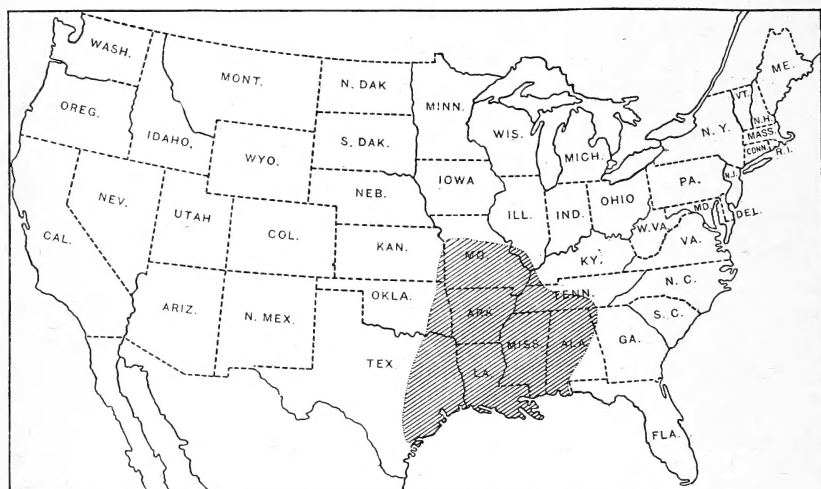 WASH.
MONT.
N. DAK
MINN.
ME.
VT.
N.H.
OREG.
IDAHO.
WYO.
S. DAK.
WIS.
MICH.
N.Y.
MASS.
CONN.
R.I.
NEV.
UTAH
COL.
NEB.
IOWA
ILL.
IND.
OHIO
PA.
N.J.
MD.
DEL.
CAL.
KAN.
MO.
KY.
W.VA.
VA.
ARIZ.
N. MEX.
OKLA.
ARK
TENN.
N. C.
S. C.
TEX.
LA.
MISS.
ALA.
GA.
FLA.